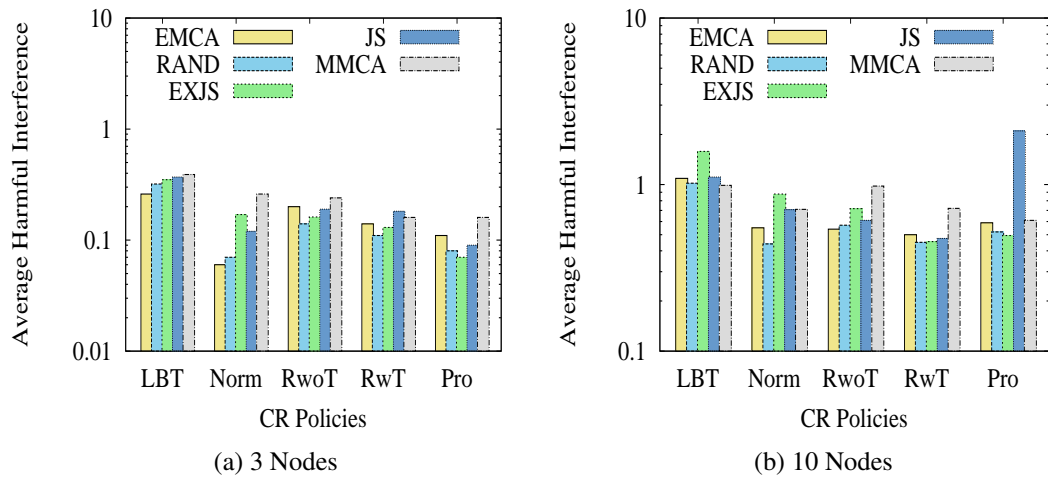 Average Harmful Interference
10
1
0.1
0.01
EMCA
RAND
EXJS
JS
MMCA
LBT Norm RwoT RwT Pro
CR Policies
(a) 3 Nodes
Average Harmful Interference
10
1
0.1
EMCA
RAND
EXJS
JS
MMCA
LBT Norm RwoT RwT Pro
CR Policies
(b) 10 Nodes